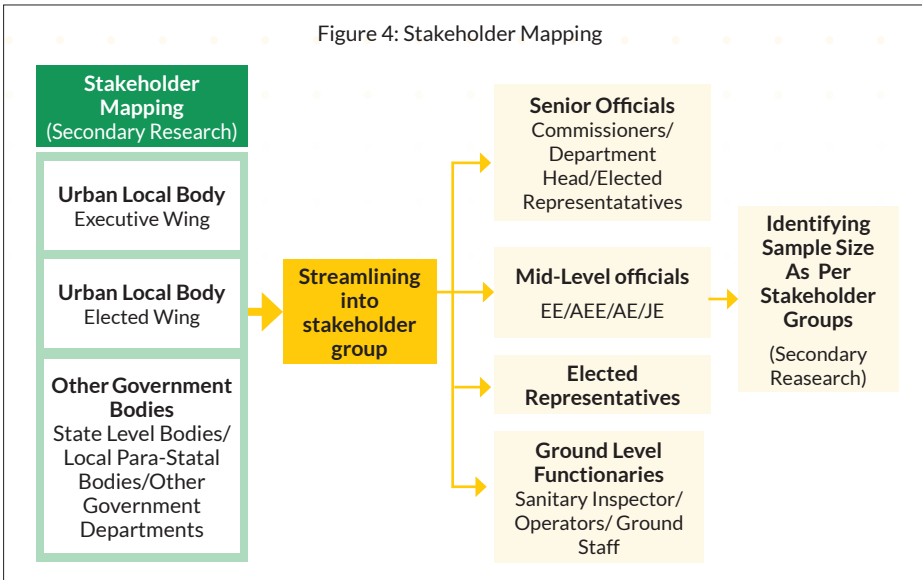 Figure 4: Stakeholder Mapping
Stakeholder
Mapping
(Secondary Research)
Urban Local Body
Executive Wing
Urban Local Body
Elected Wing
Other Government
Bodies
State Level Bodies/
Local Para-Statal
Bodies/Other
Government
Departments
Streamlining
into
stakeholder
group
Senior Officials
Commissioners/
Department
Head/Elected
Representatatives
Mid-Level officials
EE/AEE/AE/JE
Elected
Representatives
Ground Level
Functionaries
Sanitary Inspector/
Operators/ Ground
Staff
Identifying
Sample Size
As Per
Stakeholder
Groups
(Secondary
Reasearch)